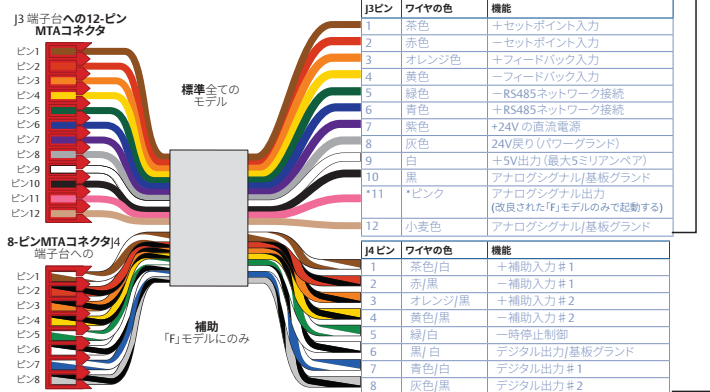 J3 端子台への12-ピン
MTAコネクタ
ピン1
ピン2
ピン3
ピン4
ピン5
ピン6
ピン7
ピン8
ピン9
ピン10
ピン11
ピン12
標準全ての
モデル
J3ピン ワイヤの色 機能
1 茶色 +セットポイント入力
2 赤色 −セットポイント入力
3 オレンジ色 +フィードバック入力
4 黄色 −フィードバック入力
5 緑色 −RS485ネットワーク接続
6 青色 +RS485ネットワーク接続
7 紫色 +24V の直流電源
8 灰色 24V戻り(パワーグランド)
9 白 +5V出力(最大5ミリアンペア)
10 黒 アナログシグナル/基板グランド
*11 *ピンク アナログシグナル出力
(改良された「F」モデルのみで起動する)
12 小麦色 アナログシグナル/基板グランド
8-ピンMTAコネクタJ4
端子台への
ピン1
ピン2
ピン3
ピン4
ピン5
ピン6
ピン7
ピン8
補助
「F」モデルにのみ
J4 ピン ワイヤの色 機能
1 茶色/白 +補助入力#1
2 赤/黒 −補助入力#1
3 オレンジ/黒 +補助入力#2
4 黄色/黒 −補助入力#2
5 緑/白 一時停止制御
6 黒/ 白 デジタル出力/基板グランド
7 青色/白 デジタル出力#1
8 灰色/黒 デジタル出力#2